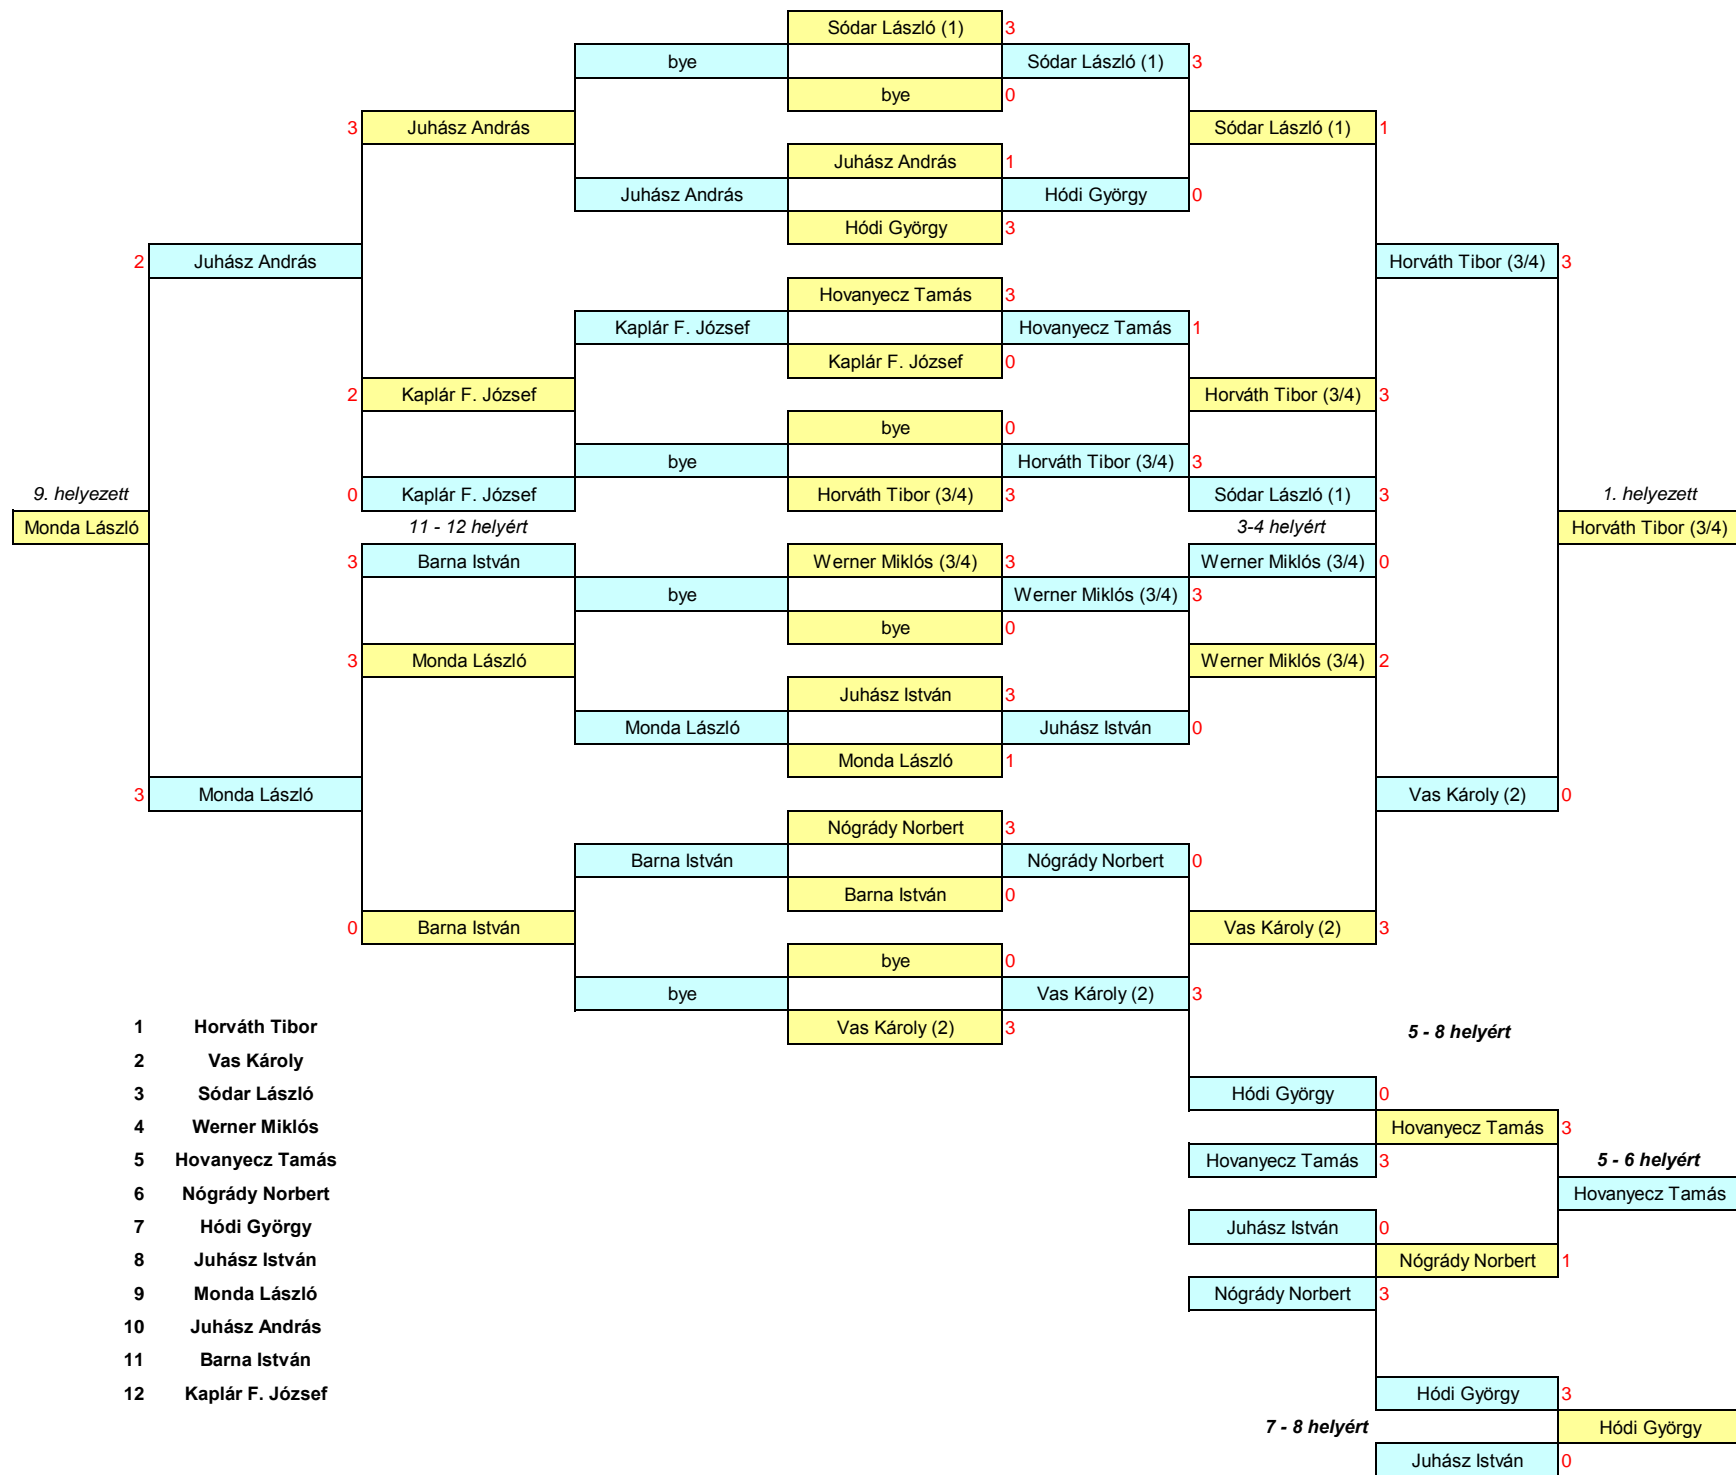 Sódar László (1) 3
bye Sódar László (1) 3
bye 0
3 Juhász András Sódar László (1) 1
Juhász András 1
Juhász András Hódi György 0
Hódi György 3
2 Juhász András Horváth Tibor (3/4) 3
Hovanyecz Tamás 3
Kaplár F. József Hovanyecz Tamás 1
Kaplár F. József 0
2 Kaplár F. József Horváth Tibor (3/4) 3
bye 0
bye Horváth Tibor (3/4) 3
9. helyezett 0 Kaplár F. József Horváth Tibor (3/4) 3 Sódar László (1) 3 1. helyezett
Monda László 11 - 12 helyért 3-4 helyért Horváth Tibor (3/4)
3 Barna István Werner Miklós (3/4) 3 Werner Miklós (3/4) 0
bye Werner Miklós (3/4) 3
bye 0
3 Monda László Werner Miklós (3/4) 2
Juhász István 3
Monda László Juhász István 0
Monda László 1
3 Monda László Vas Károly (2) 0
Nógrády Norbert 3
Barna István Nógrády Norbert 0
Barna István 0
0 Barna István Vas Károly (2) 3
bye 0
bye Vas Károly (2) 3
1 Horváth Tibor Vas Károly (2) 3 5 - 8 helyért
2 Vas Károly
3 Sódar László Hódi György 0
4 Werner Miklós Hovanyecz Tamás 3
5 Hovanyecz Tamás Hovanyecz Tamás 3 5 - 6 helyért
6 Nógrády Norbert Hovanyecz Tamás
7 Hódi György Juhász István 0
8 Juhász István Nógrády Norbert 1
9 Monda László Nógrády Norbert 3
10 Juhász András
11 Barna István
12 Kaplár F. József Hódi György 3
7 - 8 helyért Hódi György
Juhász István 0